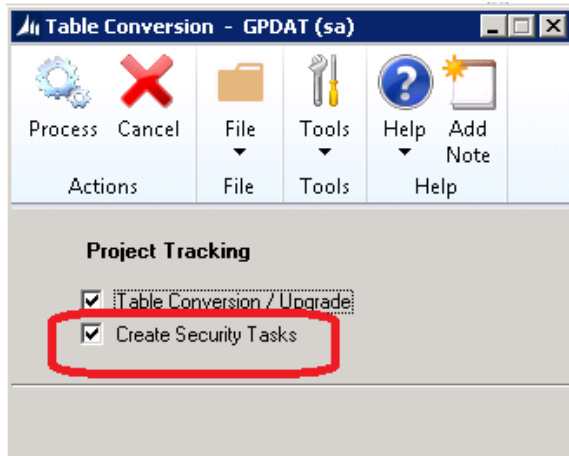 Table Conversion - GPDAT (sa)
Process Cancel File Tools Help Add Note
Actions File Tools Help
Project Tracking
Table Conversion / Upgrade
Create Security Tasks